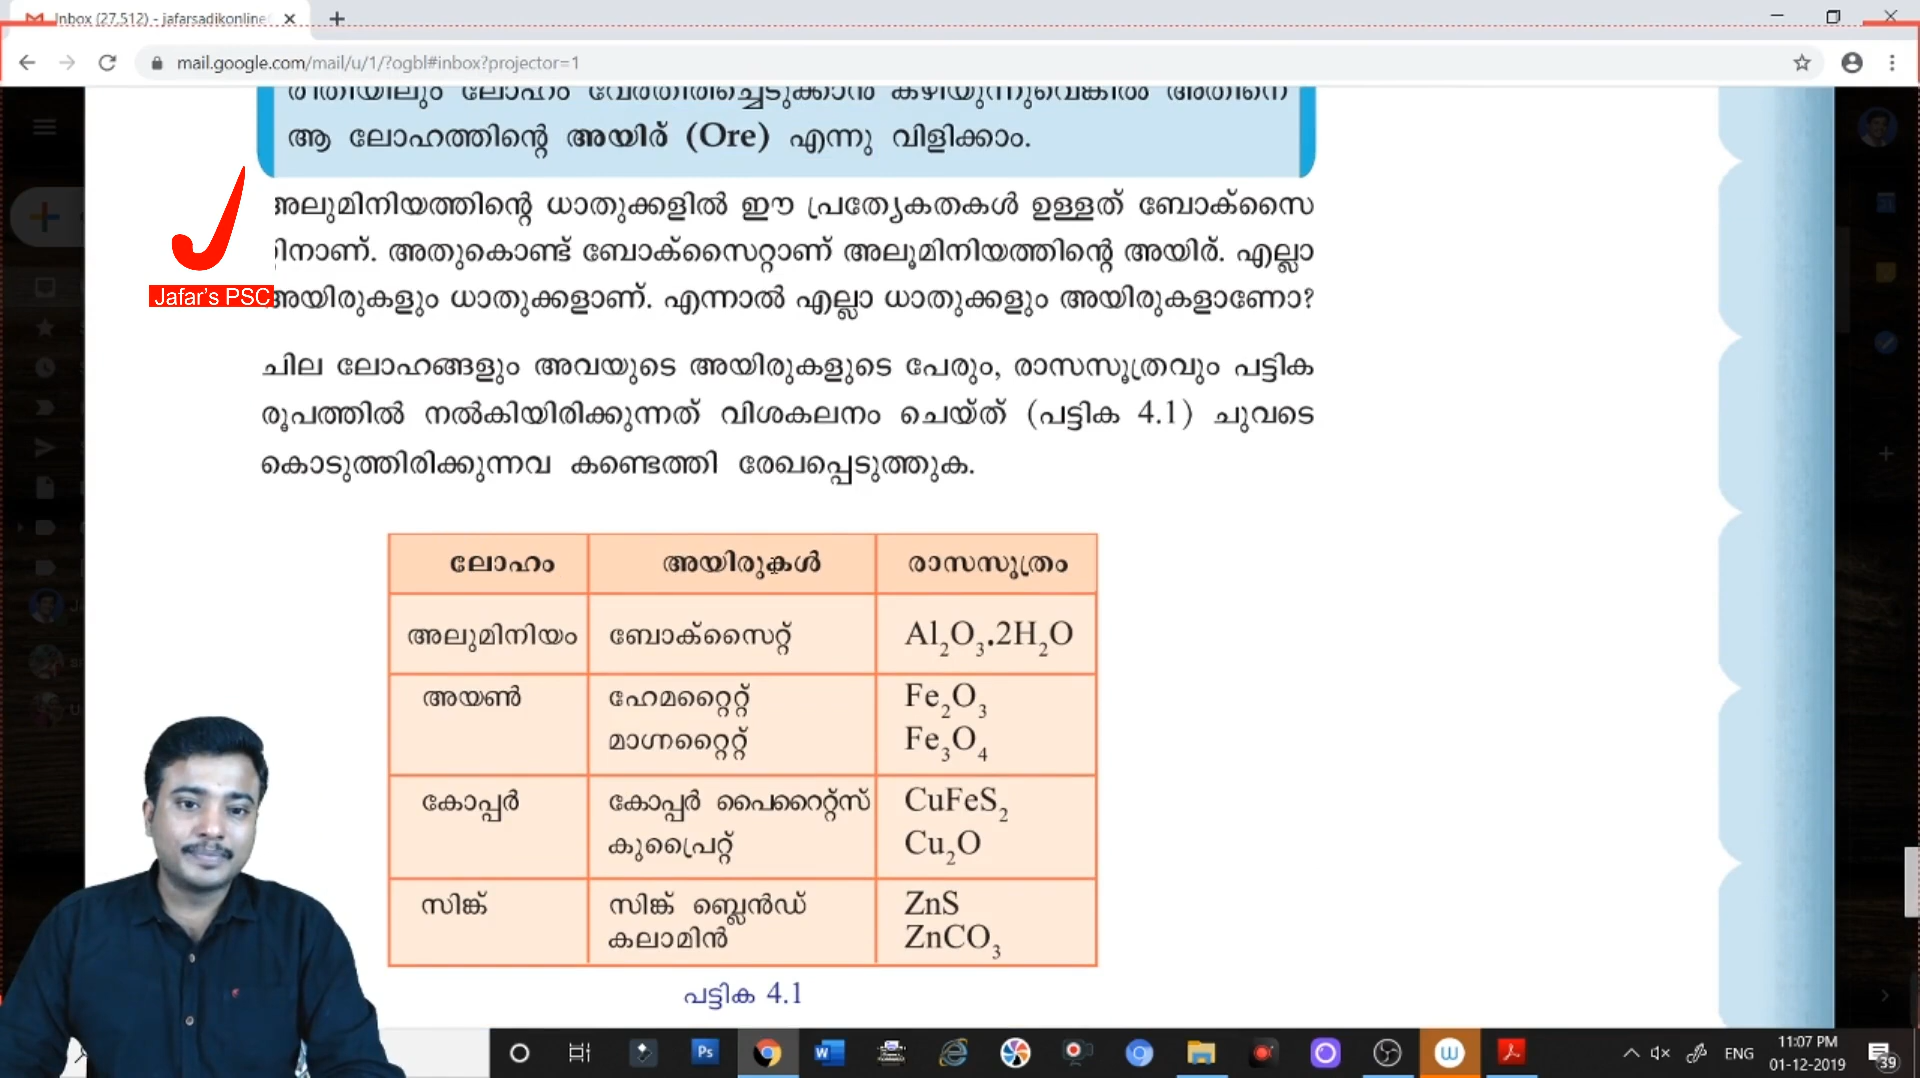 Inbox (27,512) - jafarsadikonline
mail.google.com/mail/u/1/?ogbl#inbox?projector=1
രീതിയിലും ലോഹം വേർതിരിച്ചെടുക്കാൻ കഴിയുന്നുവെങ്കിൽ അതിനെ
ആ ലോഹത്തിന്റെ അയിര് (Ore) എന്നു വിളിക്കാം.
അലുമിനിയത്തിന്റെ ധാതുക്കളിൽ ഈ പ്രത്യേകതകൾ ഉള്ളത് ബോക്സൈ
റിനാണ്. അതുകൊണ്ട് ബോക്സൈറ്റാണ് അലൂമിനിയത്തിന്റെ അയിര്. എല്ലാ
Jafar's PSC
അയിരുകളും ധാതുക്കളാണ്. എന്നാൽ എല്ലാ ധാതുക്കളും അയിരുകളാണോ?
ചില ലോഹങ്ങളും അവയുടെ അയിരുകളുടെ പേരും, രാസസൂത്രവും പട്ടിക
രൂപത്തിൽ നൽകിയിരിക്കുന്നത് വിശകലനം ചെയ്ത് (പട്ടിക 4.1) ചുവടെ
കൊടുത്തിരിക്കുന്നവ കണ്ടെത്തി രേഖപ്പെടുത്തുക.
ലോഹം അയിരുകൾ രാസസൂത്രം
അലുമിനിയം ബോക്സൈറ്റ് Al₂O₃.2H₂O
അയൺ ഹേമറ്റൈറ്റ് Fe₂O₃
മാഗ്നറ്റൈറ്റ് Fe₃O₄
കോപ്പർ കോപ്പർ പൈറൈറ്റ്സ് CuFeS₂
കുപ്രൈറ്റ് Cu₂O
സിങ്ക് സിങ്ക് ബ്ലെൻഡ് ZnS
കലാമിൻ ZnCO₃
പട്ടിക 4.1
ENG
11:07 PM
01-12-2019
39